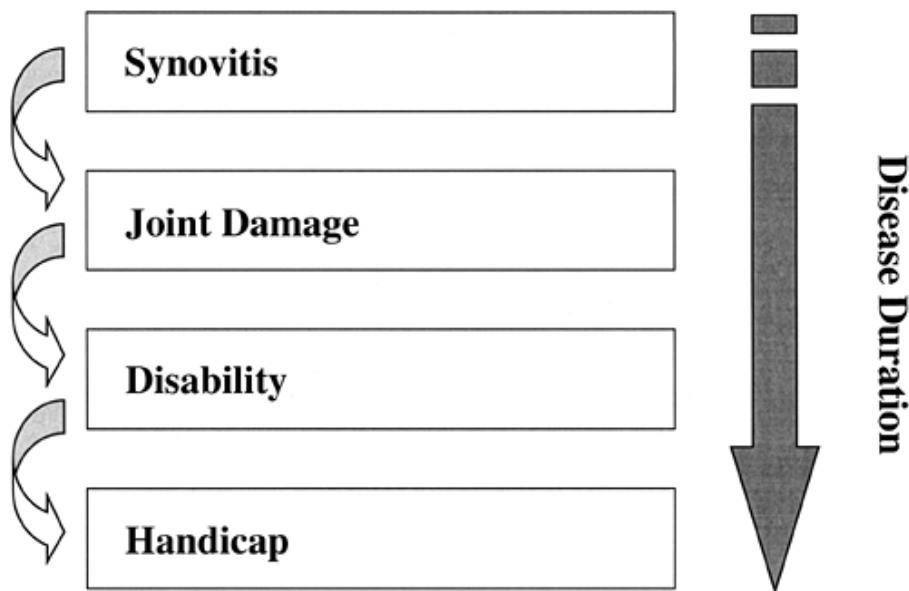 Synovitis
Joint Damage
Disability
Handicap
Disease Duration